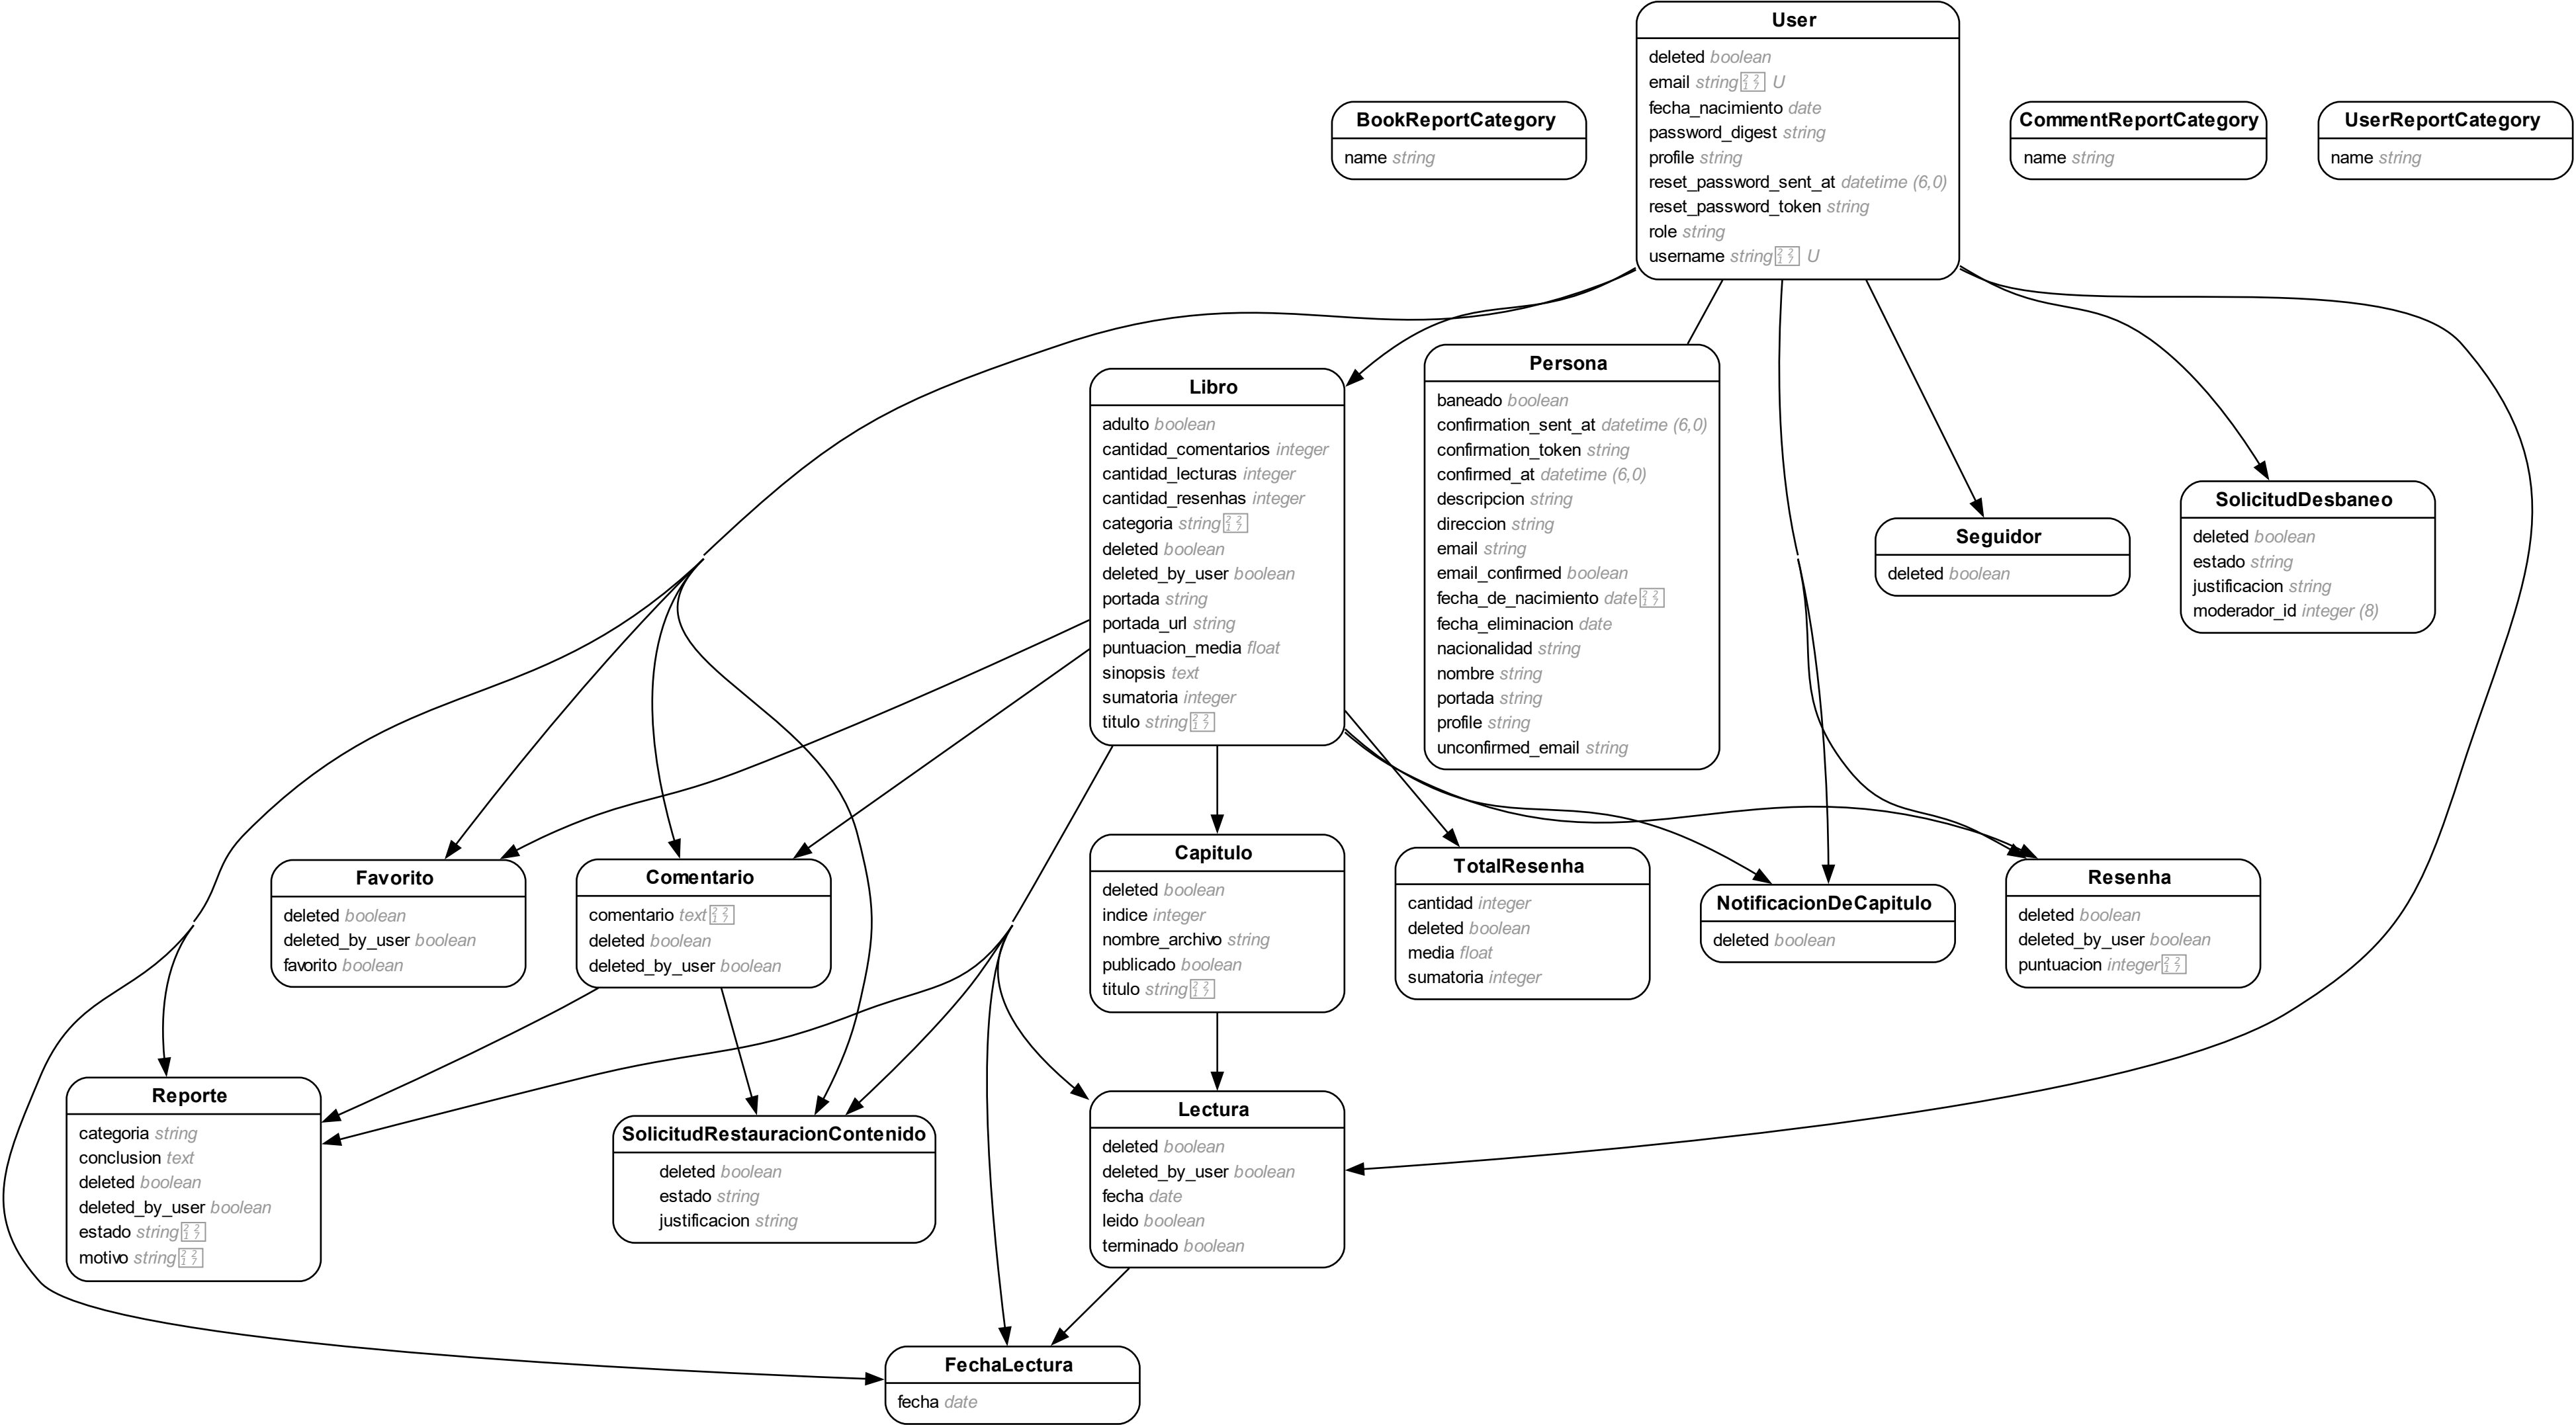 User
deleted boolean
email string U
fecha_nacimiento date
password_digest string
profile string
reset_password_sent_at datetime (6,0)
reset_password_token string
role string
username string U
BookReportCategory
name string
CommentReportCategory
name string
UserReportCategory
name string
Libro
adulto boolean
cantidad_comentarios integer
cantidad_lecturas integer
cantidad_resenhas integer
categoria string
deleted boolean
deleted_by_user boolean
portada string
portada_url string
puntuacion_media float
sinopsis text
sumatoria integer
titulo string
Persona
baneado boolean
confirmation_sent_at datetime (6,0)
confirmation_token string
confirmed_at datetime (6,0)
descripcion string
direccion string
email string
email_confirmed boolean
fecha_de_nacimiento date
fecha_eliminacion date
nacionalidad string
nombre string
portada string
profile string
unconfirmed_email string
Seguidor
deleted boolean
SolicitudDesbaneo
deleted boolean
estado string
justificacion string
moderador_id integer (8)
Favorito
deleted boolean
deleted_by_user boolean
favorito boolean
Comentario
comentario text
deleted boolean
deleted_by_user boolean
Capitulo
deleted boolean
indice integer
nombre_archivo string
publicado boolean
titulo string
TotalResenha
cantidad integer
deleted boolean
media float
sumatoria integer
NotificacionDeCapitulo
deleted boolean
Resenha
deleted boolean
deleted_by_user boolean
puntuacion integer
Reporte
categoria string
conclusion text
deleted boolean
deleted_by_user boolean
estado string
motivo string
SolicitudRestauracionContenido
deleted boolean
estado string
justificacion string
Lectura
deleted boolean
deleted_by_user boolean
fecha date
leido boolean
terminado boolean
FechaLectura
fecha date